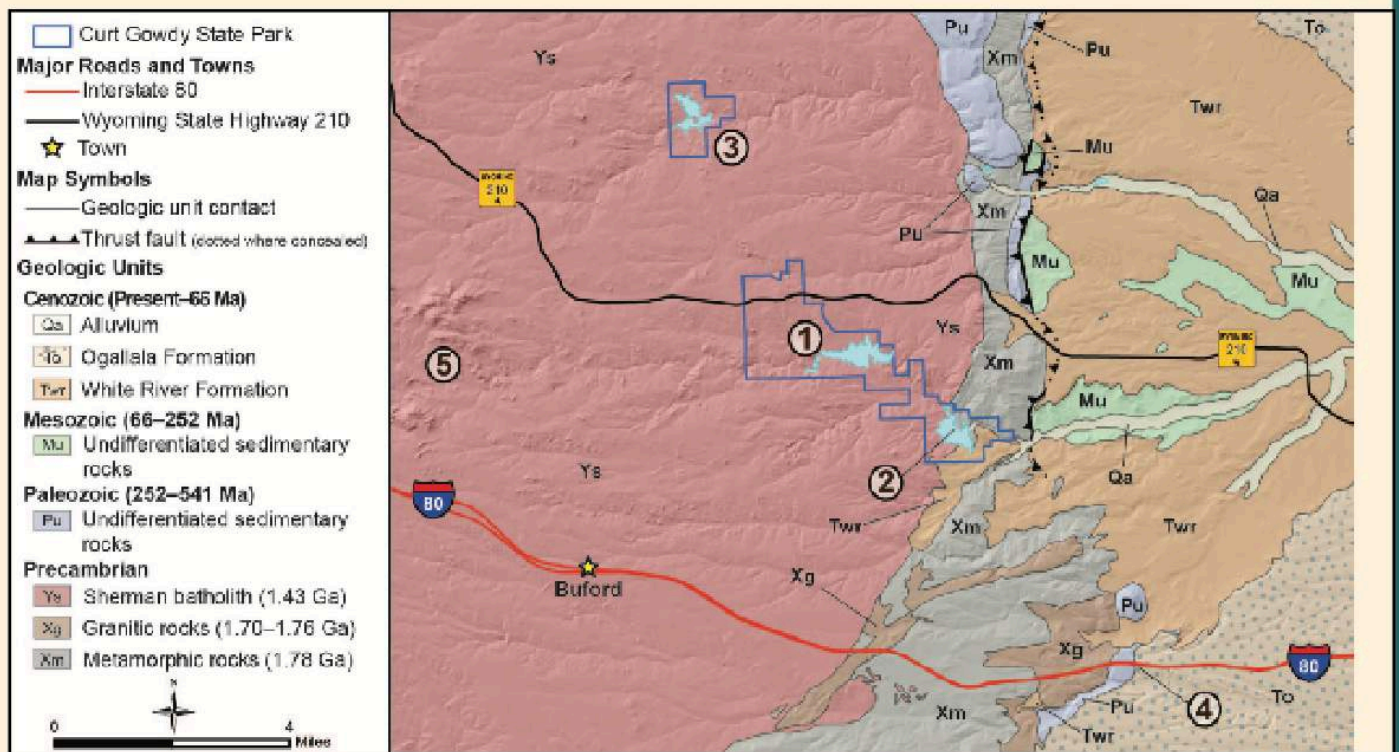 Curt Gowdy State Park
Major Roads and Towns
Interstate 80
Wyoming State Highway 210
Town
Map Symbols
Geologic unit contact
Thrust fault (dotted where concealed)
Geologic Units
Cenozoic (Present–66 Ma)
Qa Alluvium
To Ogallala Formation
Twr White River Formation
Mesozoic (66–252 Ma)
Mu Undifferentiated sedimentary
rocks
Paleozoic (252–541 Ma)
Pu Undifferentiated sedimentary
rocks
Precambrian
Ys Sherman batholith (1.43 Ga)
Xg Granitic rocks (1.70–1.76 Ga)
Xm Metamorphic rocks (1.78 Ga)
N
0 4
Miles
Pu
To
Ys
Xm
Pu
Twr
3
Mu
WYOMING
210
Xm
Qa
Pu
Mu
Mu
1
Ys
WYOMING
210
5
Xm
Mu
Ys
2
Qa
80
Twr
Xm
Twr
Buford
Xg
Pu
Xg
80
To
Xm
Pu
4
Twr